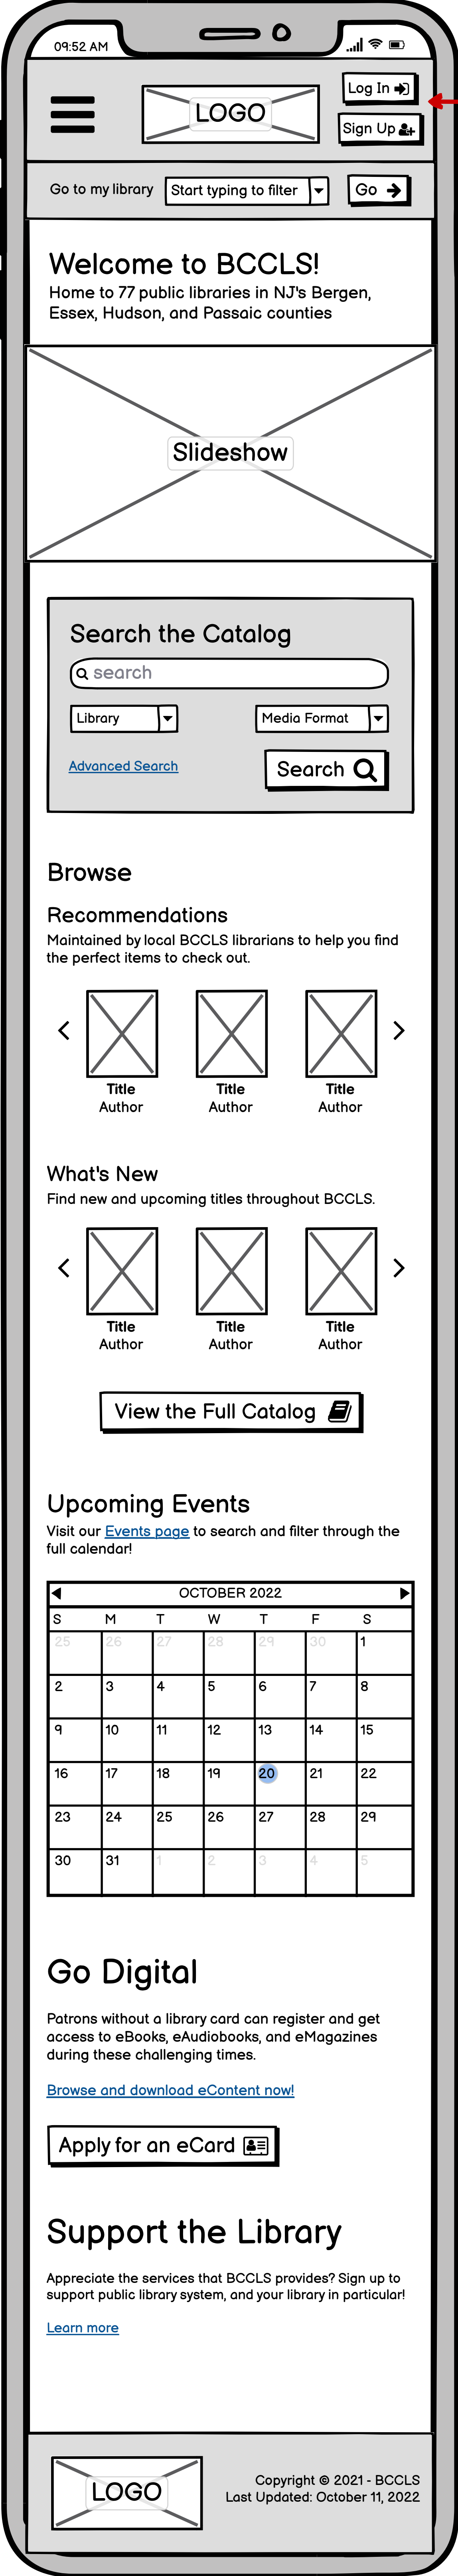 09:52 AM
LOGO
Log In
Sign Up
Go to my library
Start typing to filter
Go
Welcome to BCCLS!
Home to 77 public libraries in NJ's Bergen,
Essex, Hudson, and Passaic counties
Slideshow
Search the Catalog
search
Library
Media Format
Advanced Search
Search
Browse
Recommendations
Maintained by local BCCLS librarians to help you find
the perfect items to check out.
Title Title Title
Author Author Author
What's New
Find new and upcoming titles throughout BCCLS.
Title Title Title
Author Author Author
View the Full Catalog
Upcoming Events
Visit our Events page to search and filter through the
full calendar!
OCTOBER 2022
S M T W T F S
25 26 27 28 29 30 1
2 3 4 5 6 7 8
9 10 11 12 13 14 15
16 17 18 19 20 21 22
23 24 25 26 27 28 29
30 31 1 2 3 4 5
Go Digital
Patrons without a library card can register and get
access to eBooks, eAudiobooks, and eMagazines
during these challenging times.
Browse and download eContent now!
Apply for an eCard
Support the Library
Appreciate the services that BCCLS provides? Sign up to
support public library system, and your library in particular!
Learn more
LOGO
Copyright © 2021 - BCCLS
Last Updated: October 11, 2022